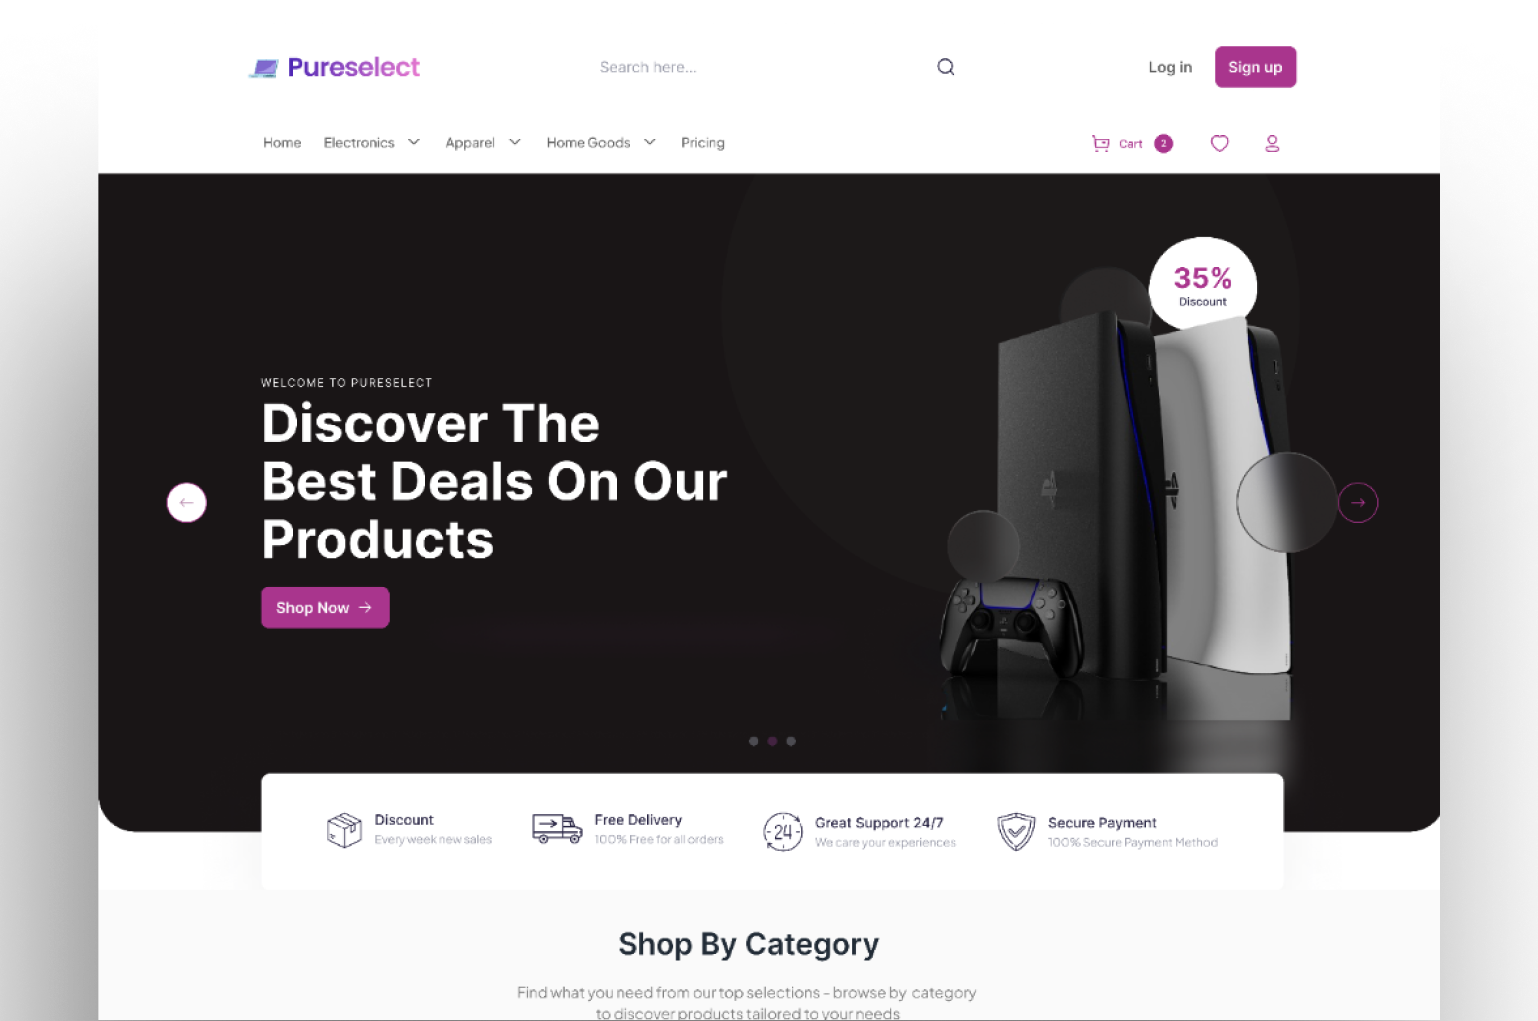 Pureselect
Search here...
Log in
Sign up
Home
Electronics
Apparel
Home Goods
Pricing
Cart
2
35%
Discount
WELCOME TO PURESELECT
Discover The
Best Deals On Our
Products
Shop Now
Discount
Every week new sales
Free Delivery
100% Free for all orders
24
Great Support 24/7
We care your experiences
Secure Payment
100% Secure Payment Method
Shop By Category
Find what you need from our top selections - browse by category
to discover products tailored to your needs